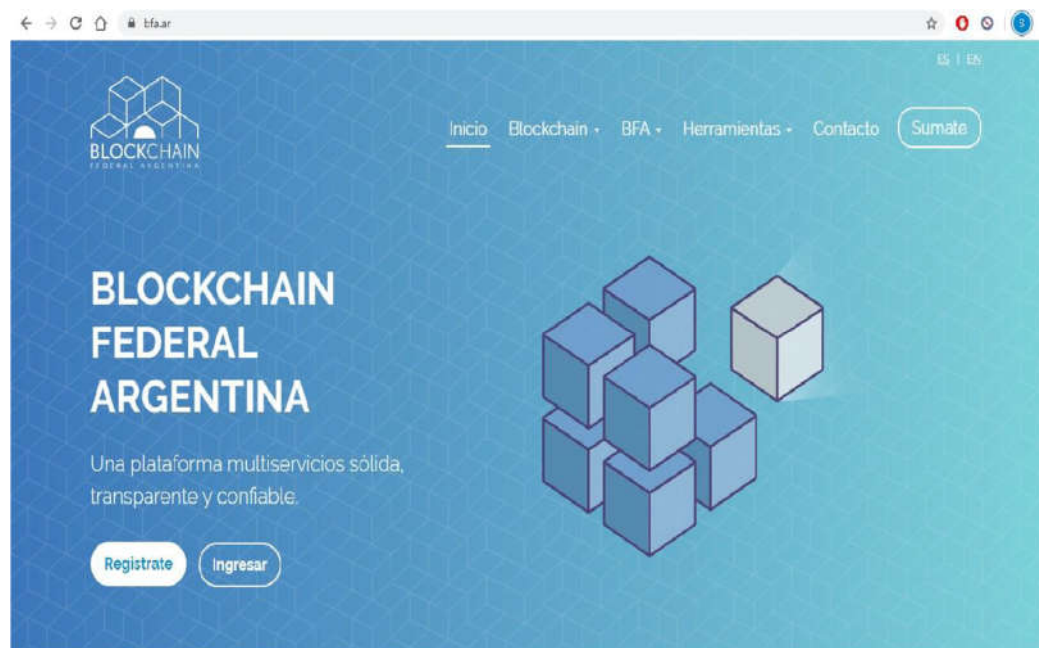 bfa.ar
ES | EN
BLOCKCHAIN
FEDERAL ARGENTINA
Inicio Blockchain BFA Herramientas Contacto Sumate
BLOCKCHAIN
FEDERAL
ARGENTINA
Una plataforma multiservicios sólida,
transparente y confiable.
Registrate Ingresar